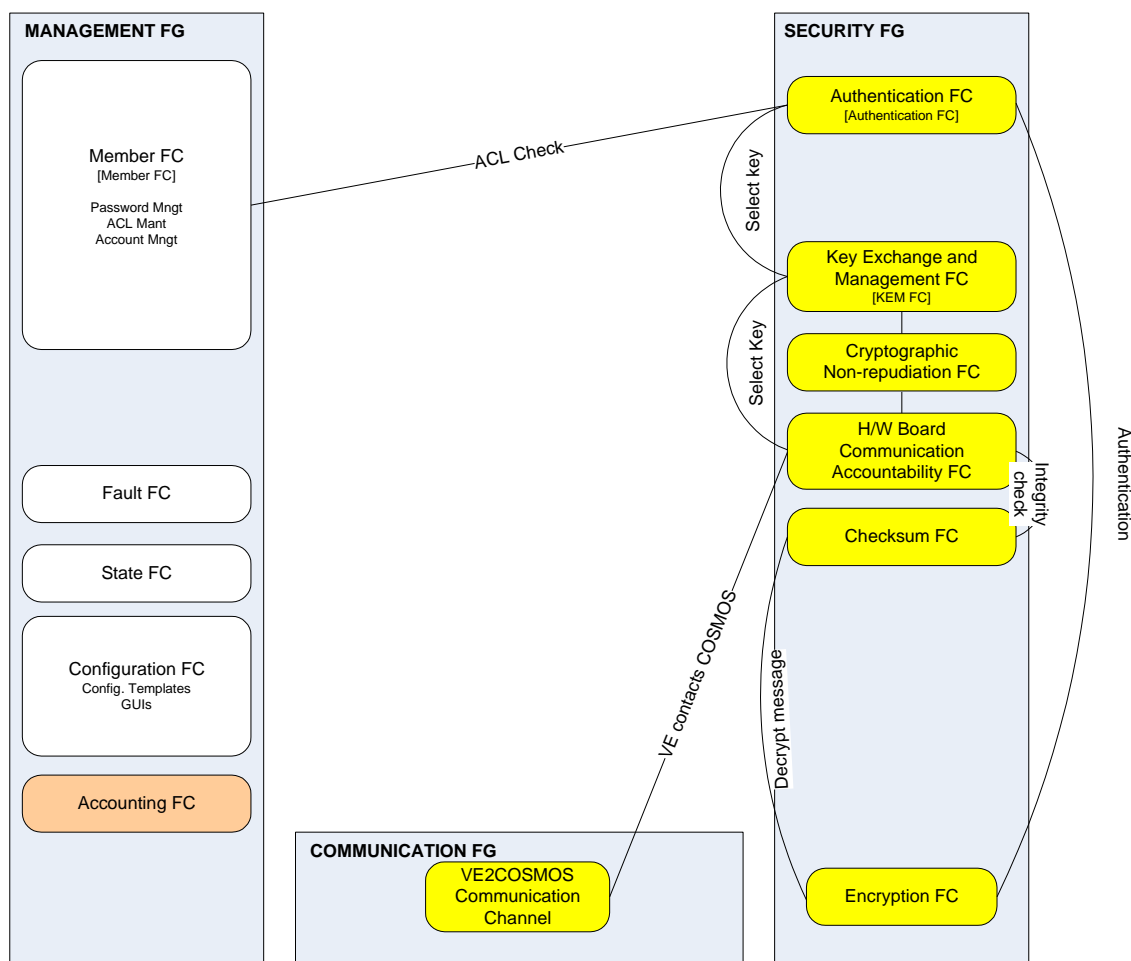 MANAGEMENT FG
Member FC
[Member FC]
Password Mngt
ACL Mant
Account Mngt
Fault FC
State FC
Configuration FC
Config. Templates
GUIs
Accounting FC
ACL Check
COMMUNICATION FG
VE2COSMOS
Communication
Channel
VE contacts COSMOS
SECURITY FG
Authentication FC
[Authentication FC]
Select key
Key Exchange and
Management FC
[KEM FC]
Select Key
Cryptographic
Non-repudiation FC
H/W Board
Communication
Accountability FC
Integrity
check
Checksum FC
Decrypt message
Encryption FC
Authentication